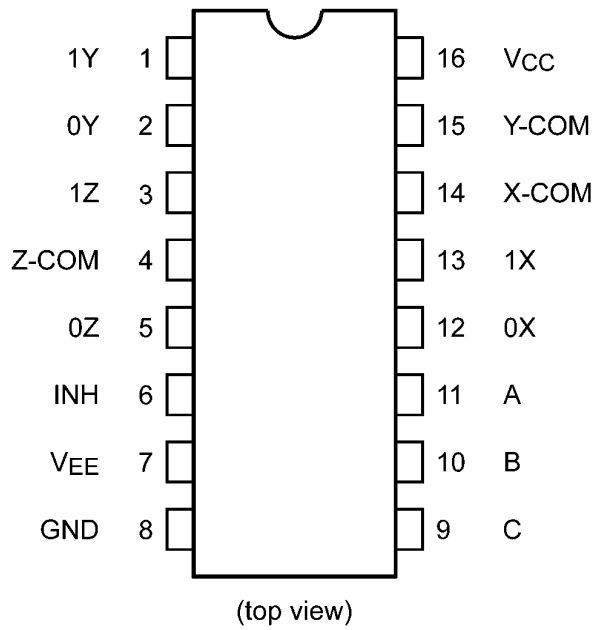 1Y 1 16 VCC
0Y 2 15 Y-COM
1Z 3 14 X-COM
Z-COM 4 13 1X
0Z 5 12 0X
INH 6 11 A
VEE 7 10 B
GND 8 9 C
(top view)